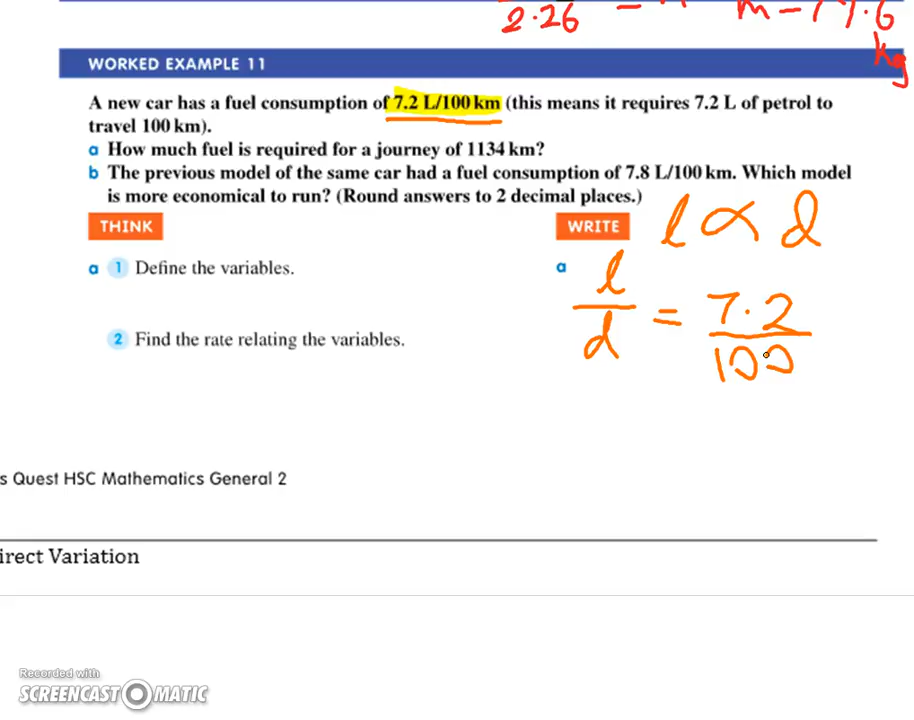 2.26 = m = 77.6
kg
WORKED EXAMPLE 11
A new car has a fuel consumption of 7.2 L/100 km (this means it requires 7.2 L of petrol to
travel 100 km).
a How much fuel is required for a journey of 1134 km?
b The previous model of the same car had a fuel consumption of 7.8 L/100 km. Which model
is more economical to run? (Round answers to 2 decimal places.)
THINK WRITE l ∝ d
a 1 Define the variables. a
l/d = 7.2/100
2 Find the rate relating the variables.
s Quest HSC Mathematics General 2
irect Variation
Recorded with
SCREENCAST O MATIC